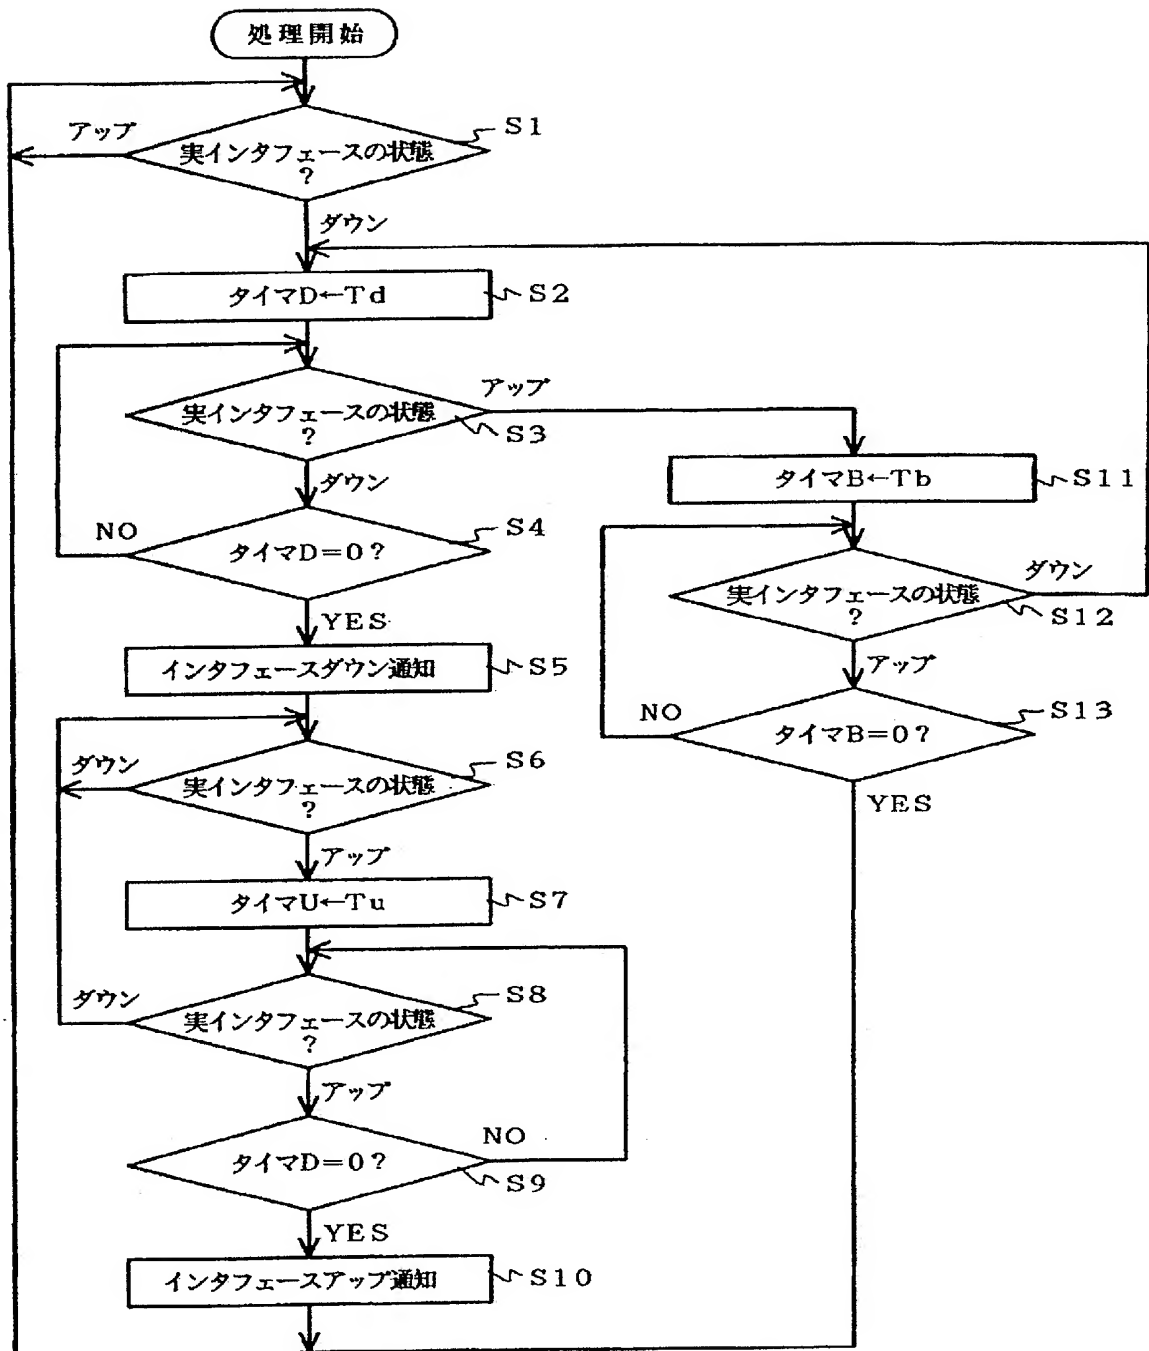 処理開始
アップ
S1
実インタフェースの状態
?
ダウン
タイマD←Td
S2
アップ
実インタフェースの状態
?
S3
ダウン
タイマB←Tb
S11
NO
タイマD=0?
S4
ダウン
実インタフェースの状態
?
S12
YES
インタフェースダウン通知
S5
アップ
NO
タイマB=0?
S13
ダウン
実インタフェースの状態
?
S6
YES
アップ
タイマU←Tu
S7
ダウン
実インタフェースの状態
?
S8
アップ
NO
タイマD=0?
S9
YES
インタフェースアップ通知
S10